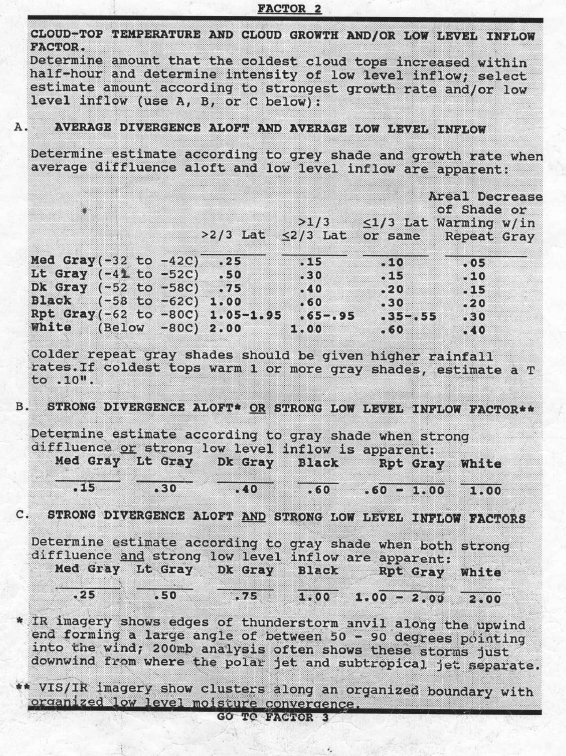 FACTOR 2
CLOUD-TOP TEMPERATURE AND CLOUD GROWTH AND/OR LOW LEVEL INFLOW
FACTOR.
Determine amount that the coldest cloud tops increased within
half-hour and determine intensity of low level inflow; select
estimate amount according to strongest growth rate and/or low
level inflow (use A, B, or C below):
A. AVERAGE DIVERGENCE ALOFT AND AVERAGE LOW LEVEL INFLOW
Determine estimate according to grey shade and growth rate when
average diffluence aloft and low level inflow are apparent:
Areal Decrease
of Shade or
>1/3 ≤1/3 Lat Warming w/in
>2/3 Lat ≤2/3 Lat or same Repeat Gray
Med Gray(-32 to -42C) .25 .15 .10 .05
Lt Gray (-41 to -52C) .50 .30 .15 .10
Dk Gray (-52 to -58C) .75 .40 .20 .15
Black (-58 to -62C) 1.00 .60 .30 .20
Rpt Gray(-62 to -80C) 1.05-1.95 .65-.95 .35-.55 .30
White (Below -80C) 2.00 1.00 .60 .40
Colder repeat gray shades should be given higher rainfall
rates.If coldest tops warm 1 or more gray shades, estimate a T
to .10".
B. STRONG DIVERGENCE ALOFT* OR STRONG LOW LEVEL INFLOW FACTOR**
Determine estimate according to gray shade when strong
diffluence or strong low level inflow is apparent:
Med Gray Lt Gray Dk Gray Black Rpt Gray White
.15 .30 .40 .60 .60 - 1.00 1.00
C. STRONG DIVERGENCE ALOFT AND STRONG LOW LEVEL INFLOW FACTORS
Determine estimate according to gray shade when both strong
diffluence and strong low level inflow are apparent:
Med Gray Lt Gray Dk Gray Black Rpt Gray White
.25 .50 .75 1.00 1.00 - 2.00 2.00
* IR imagery shows edges of thunderstorm anvil along the upwind
end forming a large angle of between 50 - 90 degrees pointing
into the wind; 200mb analysis often shows these storms just
downwind from where the polar jet and subtropical jet separate.
** VIS/IR imagery show clusters along an organized boundary with
organized low level moisture convergence.
GO TO FACTOR 3